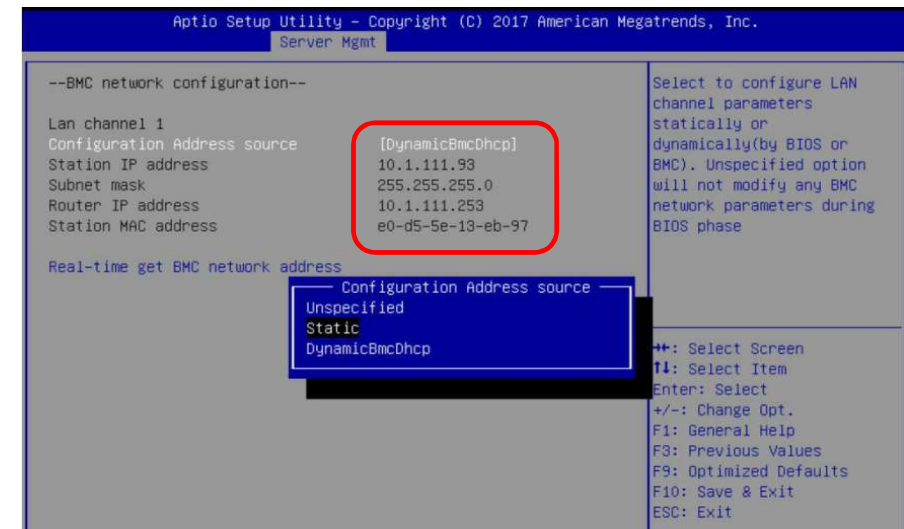 Aptio Setup Utility – Copyright (C) 2017 American Megatrends, Inc.
Server Mgmt
--BMC network configuration--
Lan channel 1
Configuration Address source [DynamicBmcDhcp]
Station IP address 10.1.111.93
Subnet mask 255.255.255.0
Router IP address 10.1.111.253
Station MAC address e0-d5-5e-13-eb-97
Real-time get BMC network address
Configuration Address source
Unspecified
Static
DynamicBmcDhcp
Select to configure LAN
channel parameters
statically or
dynamically(by BIOS or
BMC). Unspecified option
will not modify any BMC
network parameters during
BIOS phase
→←: Select Screen
↑↓: Select Item
Enter: Select
+/-: Change Opt.
F1: General Help
F3: Previous Values
F9: Optimized Defaults
F10: Save & Exit
ESC: Exit